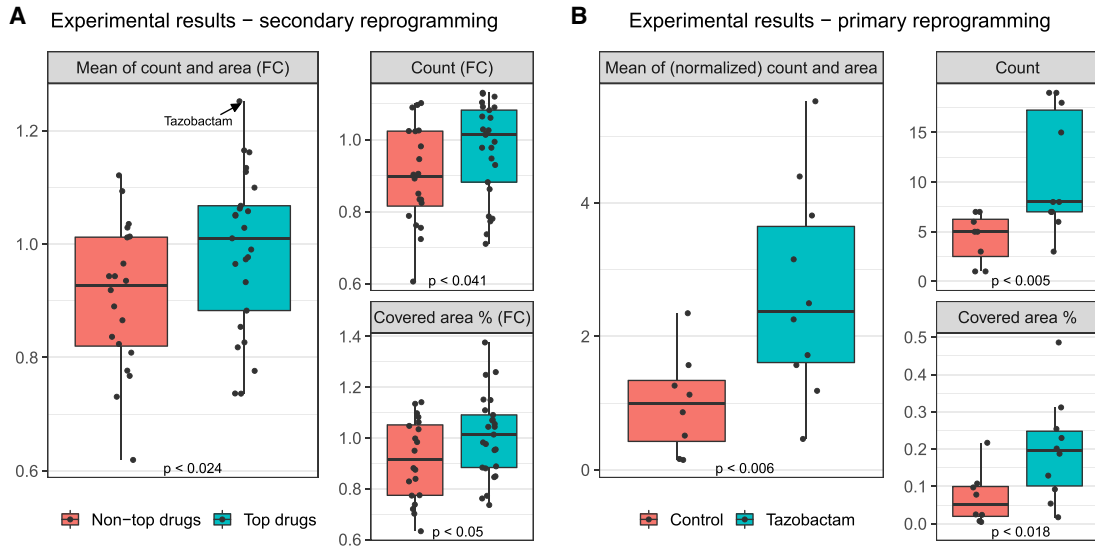 A
Experimental results − secondary reprogramming
Mean of count and area (FC)
1.2
1.0
0.8
0.6
Tazobactam
p < 0.024
Count (FC)
1.0
0.8
0.6
p < 0.041
Covered area % (FC)
1.4
1.2
1.0
0.8
0.6
p < 0.05
Non−top drugs
Top drugs
B
Experimental results − primary reprogramming
Mean of (normalized) count and area
4
2
0
p < 0.006
Count
15
10
5
0
p < 0.005
Covered area %
0.5
0.5
0.3
0.2
0.1
0.0
p < 0.018
Control
Tazobactam